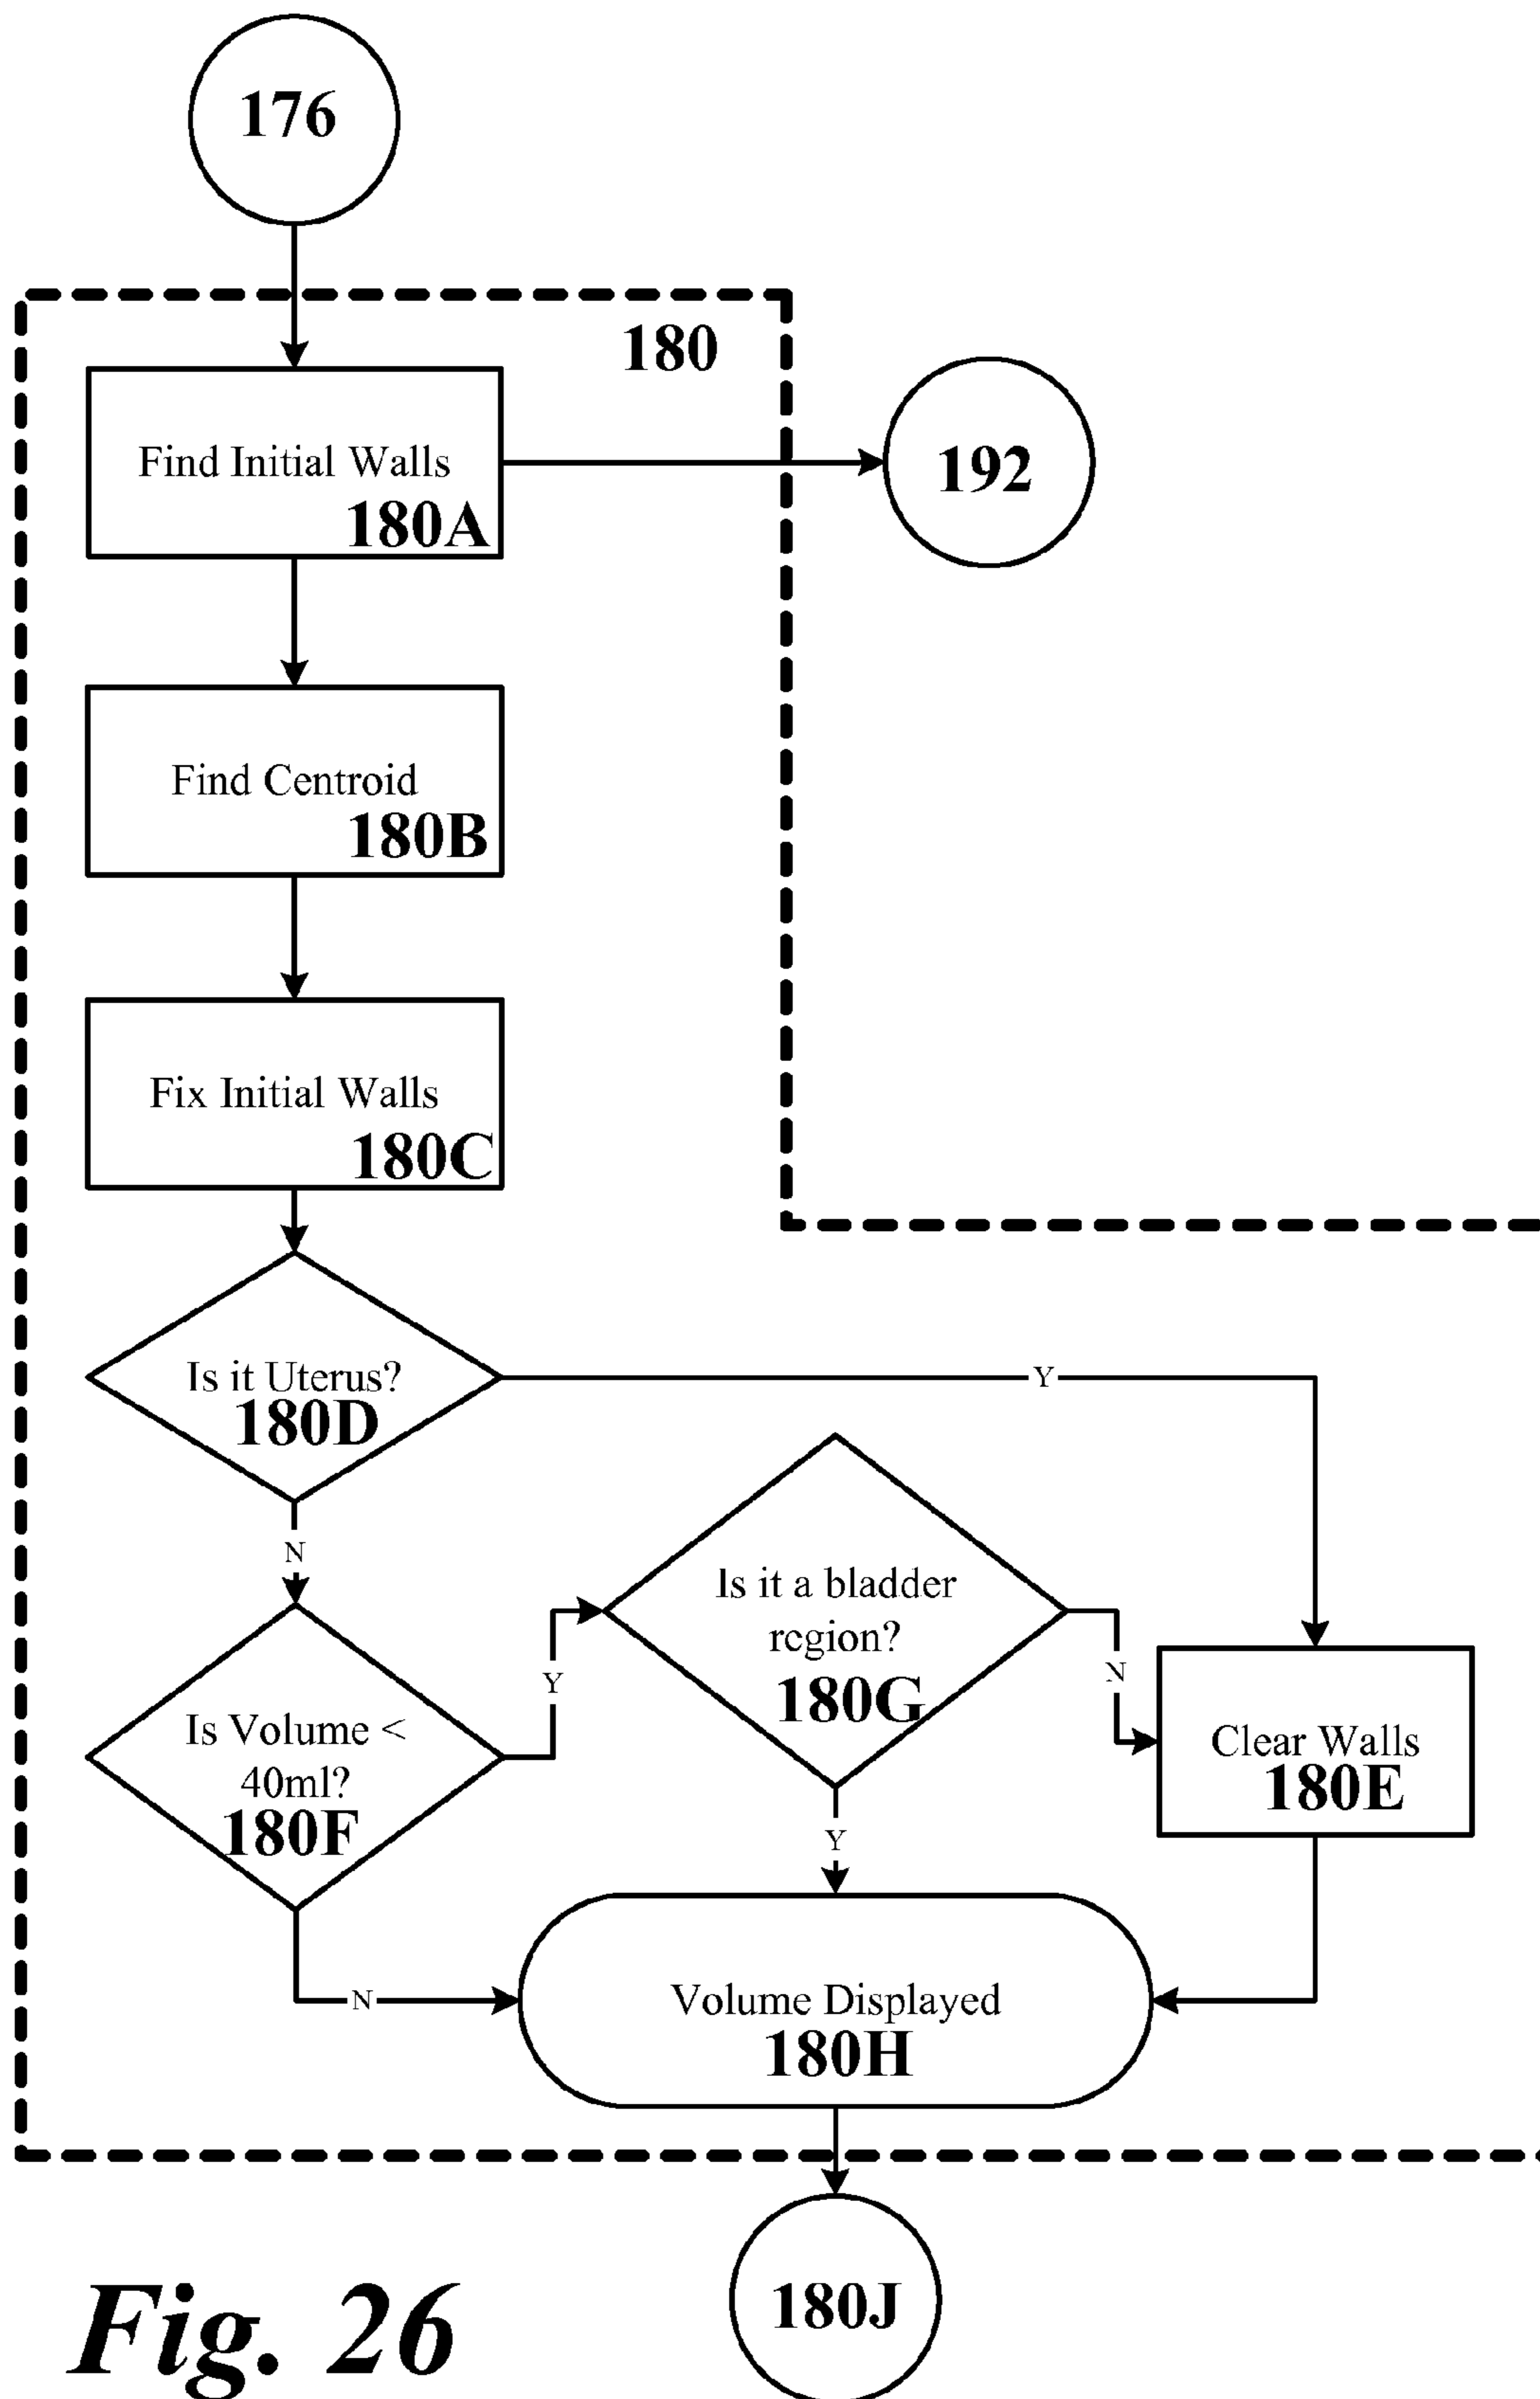 176
180
Find Initial Walls
180A
192
Find Centroid
180B
Fix Initial Walls
180C
Is it Uterus?
180D
Y
N
Is it a bladder
region?
180G
Y
N
Is Volume <
40ml?
180F
Clear Walls
180E
Y
N
Volume Displayed
180H
180J
Fig. 26